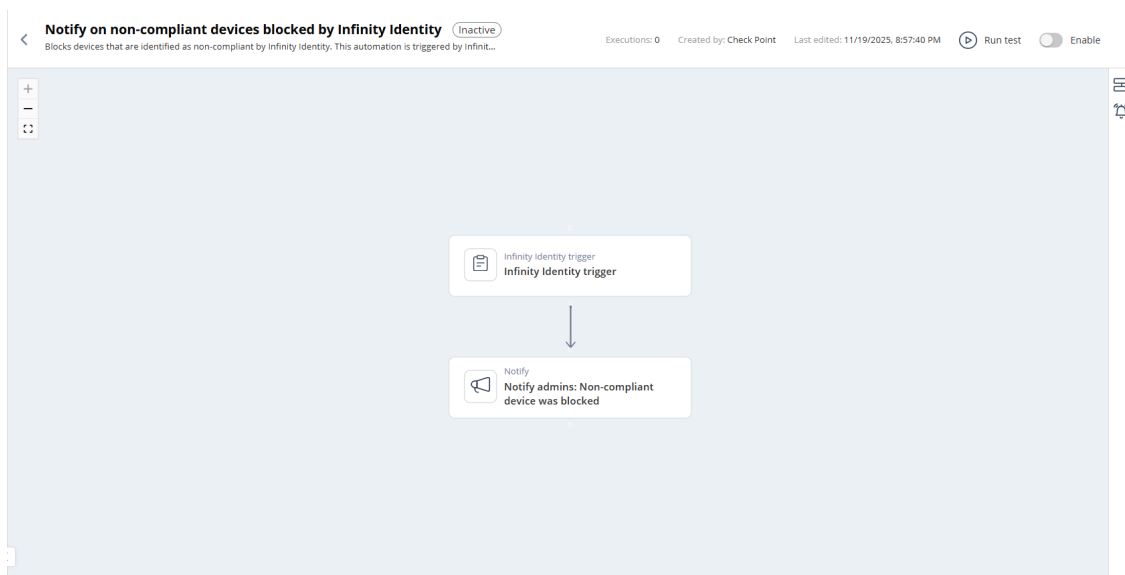 Notify on non-compliant devices blocked by Infinity Identity
Inactive
Blocks devices that are identified as non-compliant by Infinity Identity. This automation is triggered by Infinit...
Executions: 0
Created by: Check Point
Last edited: 11/19/2025, 8:57:40 PM
Run test
Enable
Infinity Identity trigger
Infinity Identity trigger
Notify
Notify admins: Non-compliant
device was blocked